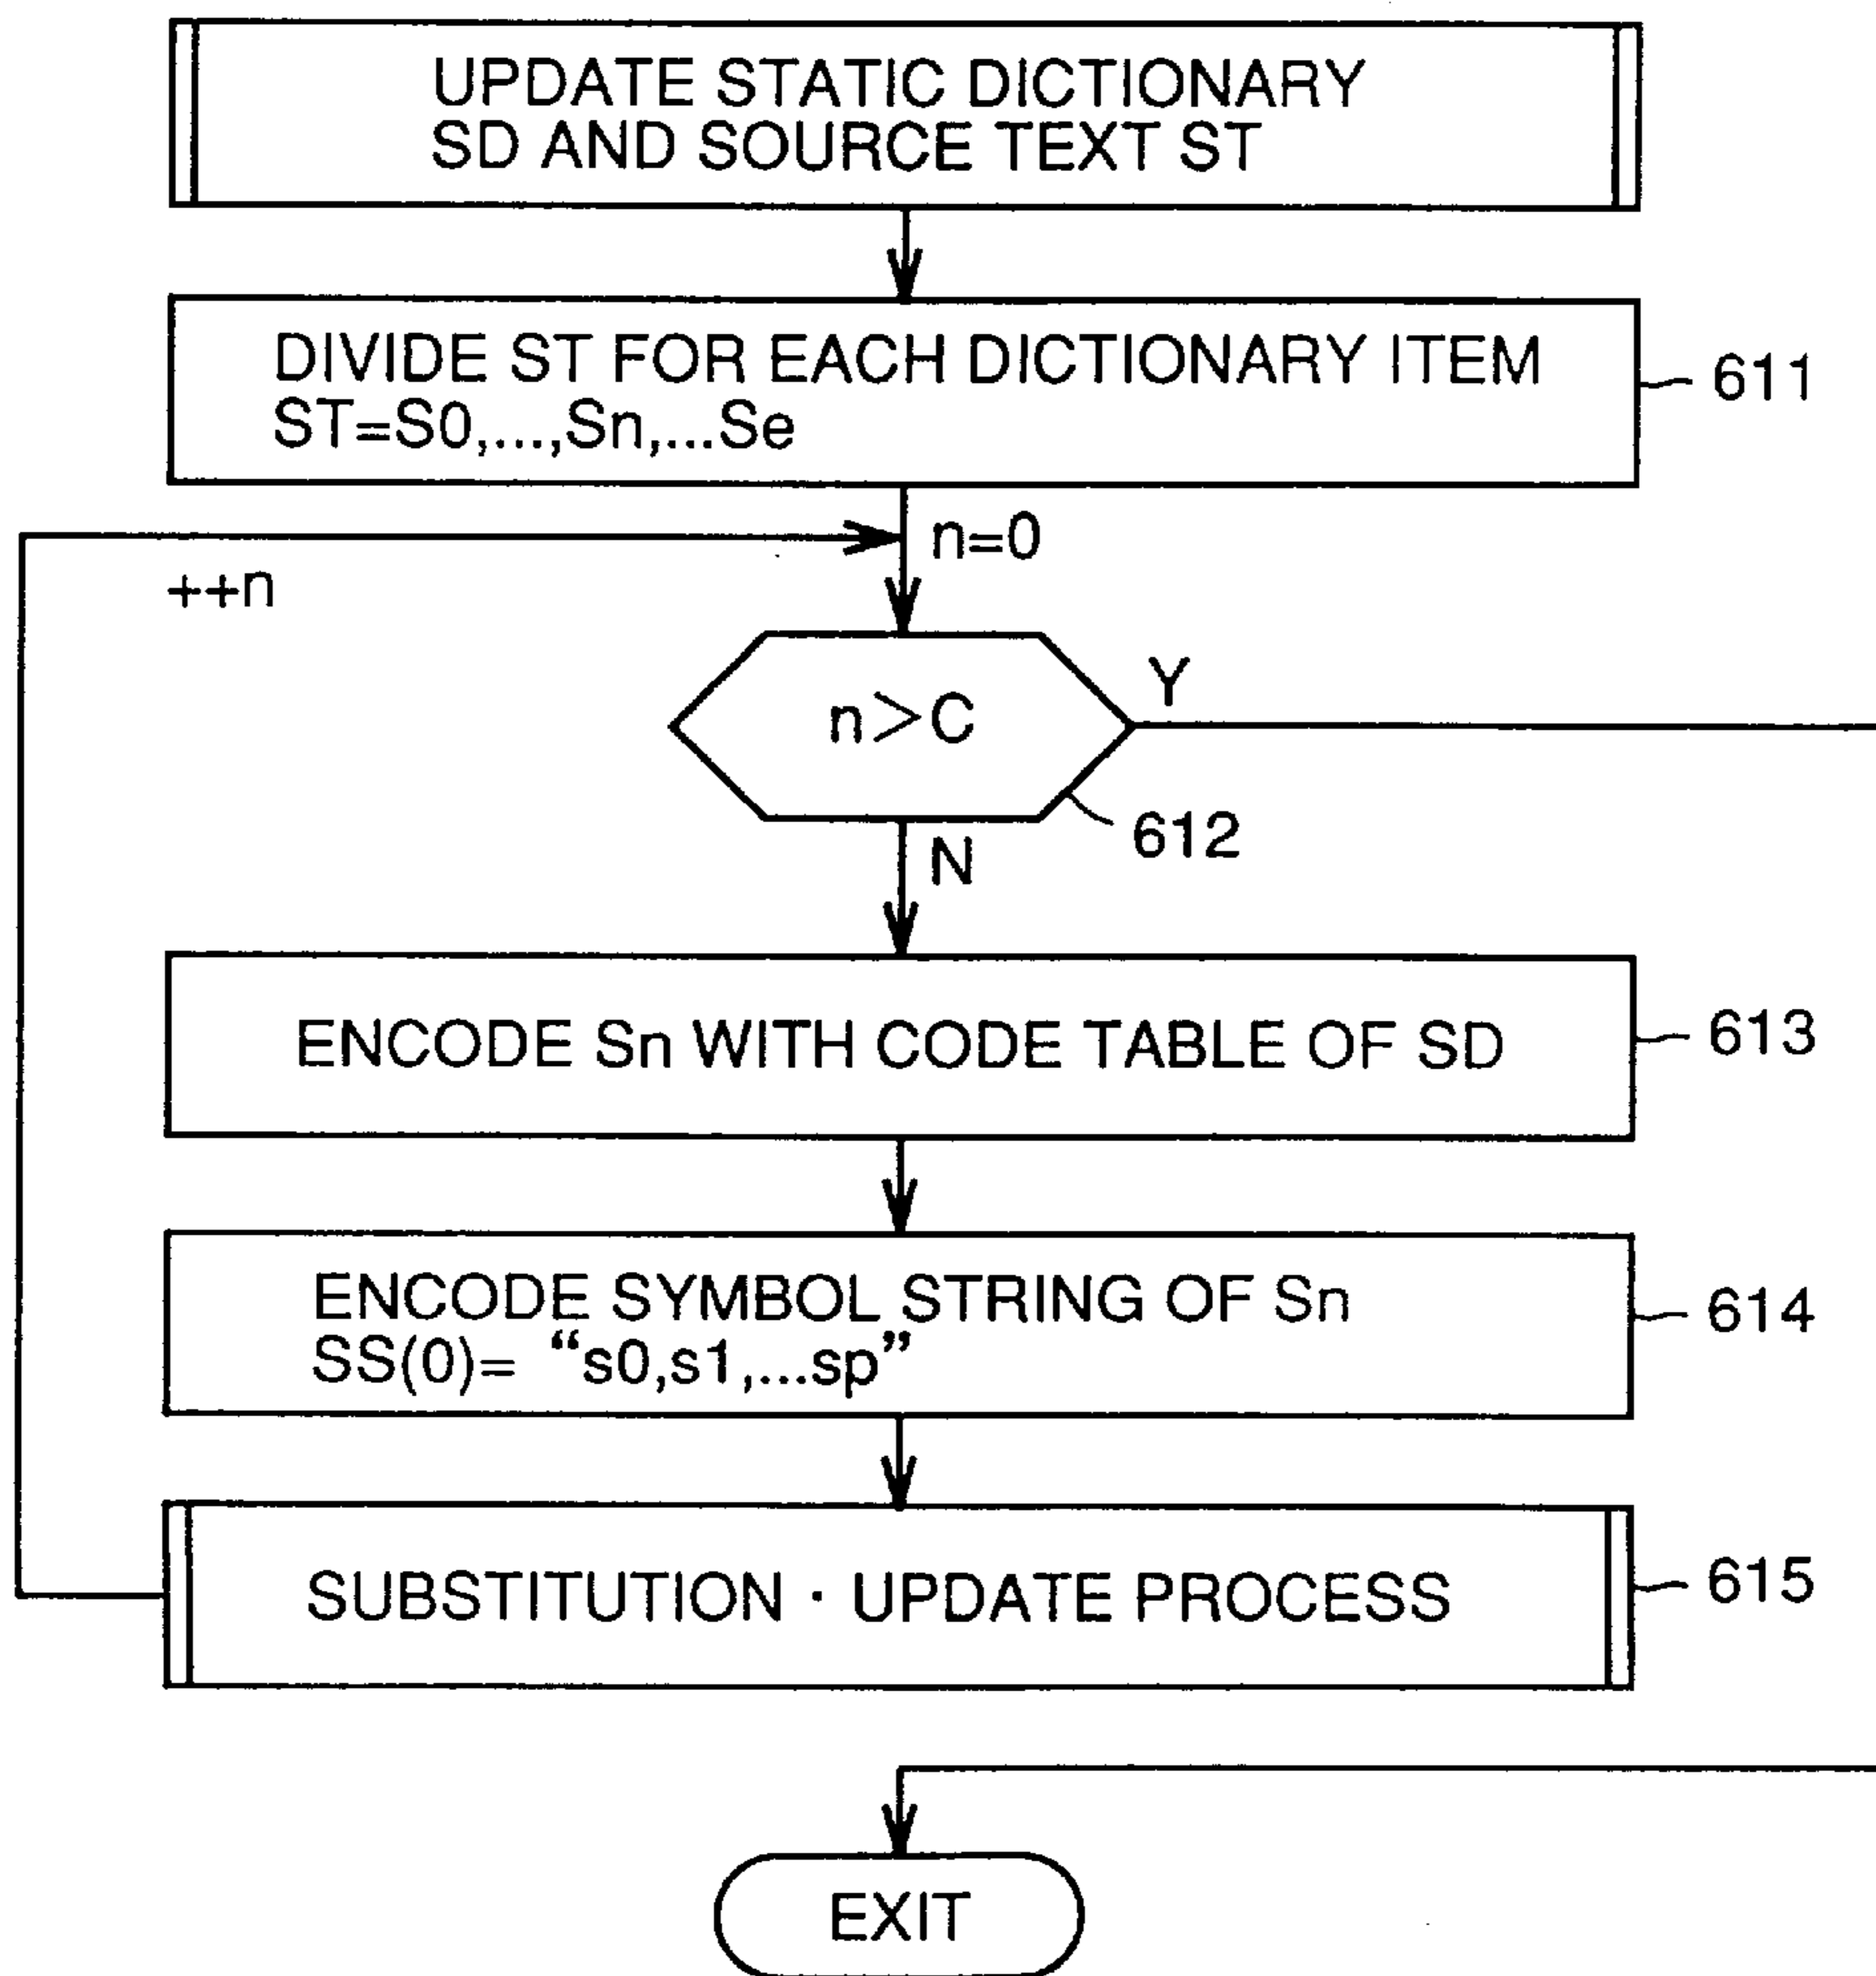 UPDATE STATIC DICTIONARY
SD AND SOURCE TEXT ST
DIVIDE ST FOR EACH DICTIONARY ITEM
ST=S0,...,Sn,...Se
611
n=0
++n
n>C
Y
612
N
ENCODE Sn WITH CODE TABLE OF SD
613
ENCODE SYMBOL STRING OF Sn
SS(0)= “s0,s1,...sp”
614
SUBSTITUTION · UPDATE PROCESS
615
EXIT